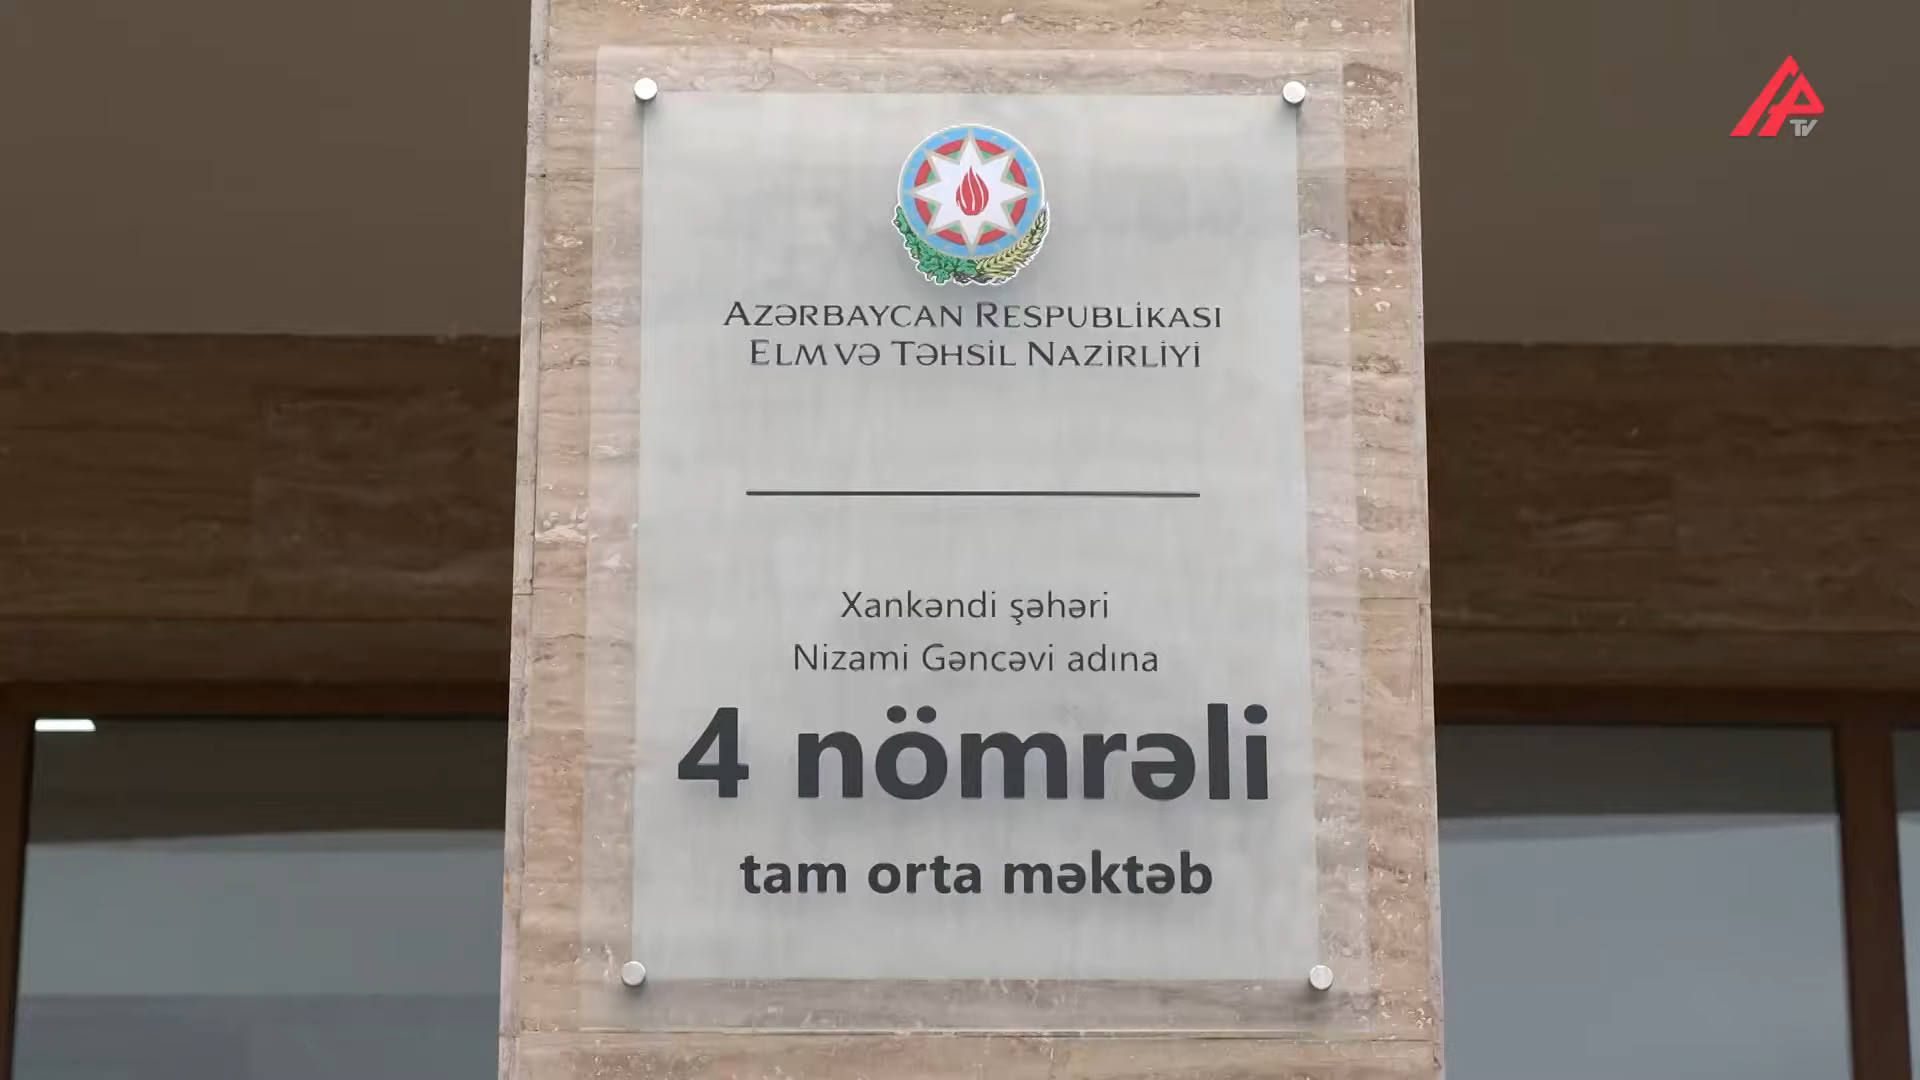 AZƏRBAYCAN RESPUBLİKASI
ELM VƏ TƏHSİL NAZİRLİYİ
Xankəndi şəhəri
Nizami Gəncəvi adına
4 nömrəli
tam orta məktəb
TV